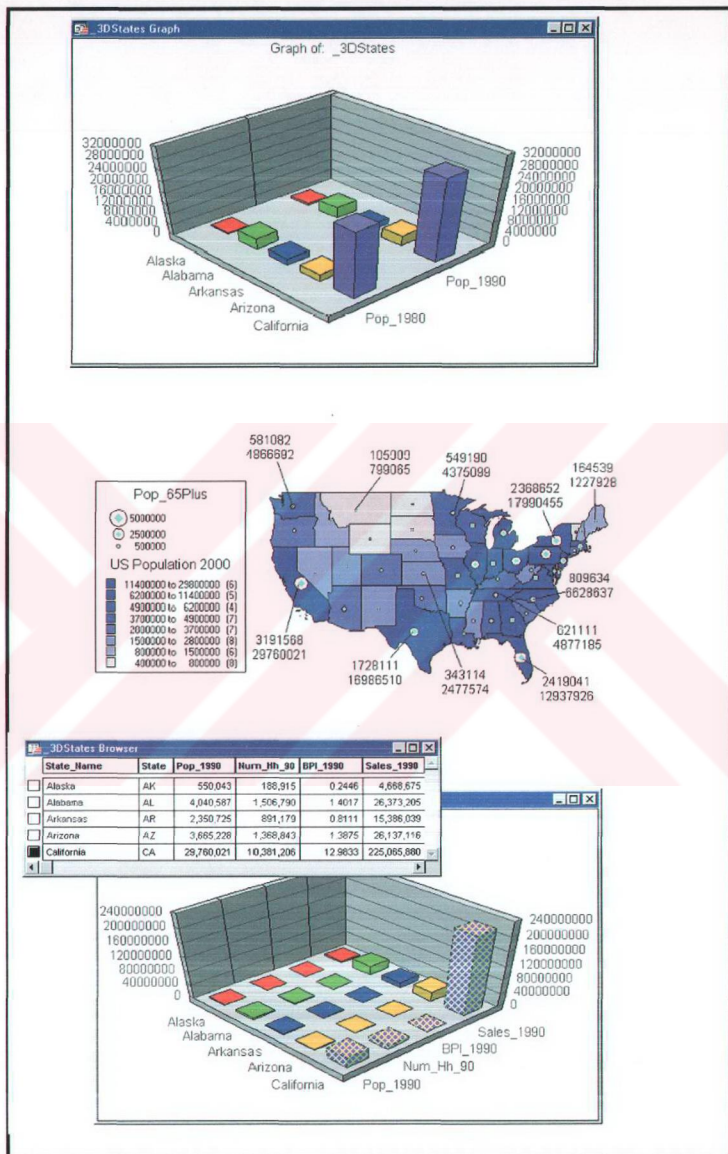 _3DStates Graph
Graph of: _3DStates
32000000
28000000
24000000
20000000
16000000
12000000
8000000
4000000
0
32000000
28000000
24000000
20000000
16000000
12000000
8000000
4000000
0
Alaska
Alabama
Arkansas
Arizona
California
Pop_1980
Pop_1990
581082
4866692
799065
549190
4375099
2368652
17990455
164539
1227928
6628637
621111
4877185
2419041
12937926
343114
2477574
1728111
16986510
3191568
29760021
Pop_65Plus
5000000
2500000
500000
US Population 2000
11400000 to 29800000 (6)
6200000 to 11400000 (5)
4900000 to 6200000 (4)
3700000 to 4900000 (7)
2800000 to 3700000 (7)
1500000 to 2800000 (8)
800000 to 1500000 (6)
400000 to 800000 (8)
_3DStates Browser
State_Name State Pop_1990 Num_Hh_90 BPI_1990 Sales_1990
Alaska AK 550,043 188,915 0.2446 4,668,675
Alabama AL 4,040,587 1,506,790 1.4017 26,373,205
Arkansas AR 2,350,725 891,179 0.8111 15,386,039
Arizona AZ 3,665,228 1,368,843 1.3875 26,137,116
California CA 29,760,021 10,381,206 12.9833 225,065,880
240000000
200000000
160000000
120000000
80000000
40000000
0
240000000
200000000
160000000
120000000
80000000
40000000
0
Alaska
Alabama
Arkansas
Arizona
California
Pop_1990
Num_Hh_90
BPI_1990
Sales_1990